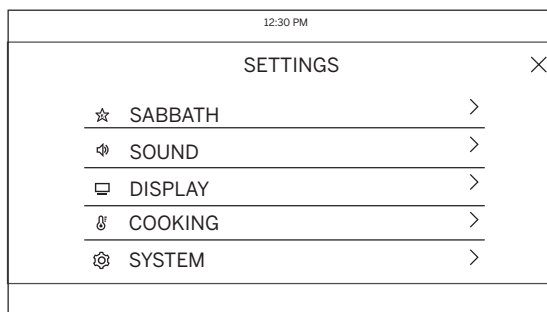 12:30 PM
SETTINGS
SABBATH
SOUND
DISPLAY
COOKING
SYSTEM